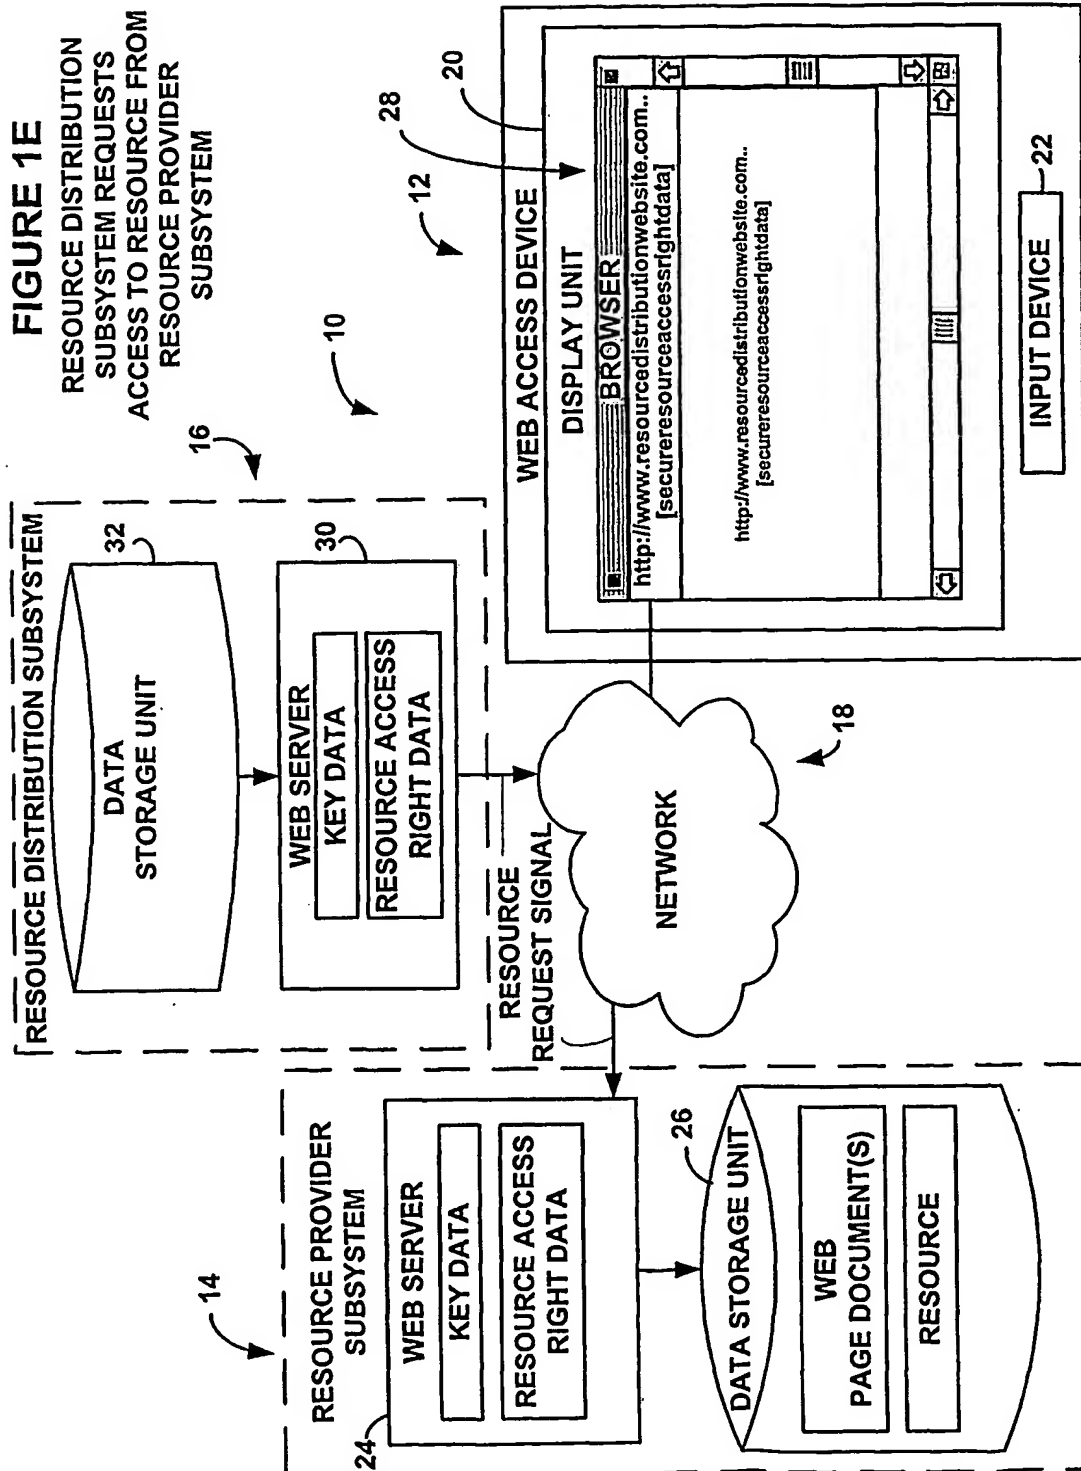 FIGURE 1E
RESOURCE DISTRIBUTION
SUBSYSTEM REQUESTS
ACCESS TO RESOURCE FROM
RESOURCE PROVIDER
SUBSYSTEM
RESOURCE DISTRIBUTION SUBSYSTEM
16
32
DATA
STORAGE UNIT
30
WEB SERVER
KEY DATA
RESOURCE ACCESS
RIGHT DATA
RESOURCE
REQUEST SIGNAL
10
12
WEB ACCESS DEVICE
20
DISPLAY UNIT
28
BROWSER
http://www.resourcedistributionwebsite.com..
[secureresourceaccessrightdata]
http://www.resourcedistributionwebsite.com..
[secureresourceaccessrightdata]
INPUT DEVICE
22
NETWORK
18
14
RESOURCE PROVIDER
SUBSYSTEM
24
WEB SERVER
KEY DATA
RESOURCE ACCESS
RIGHT DATA
DATA STORAGE UNIT
26
WEB
PAGE DOCUMENT(S)
RESOURCE